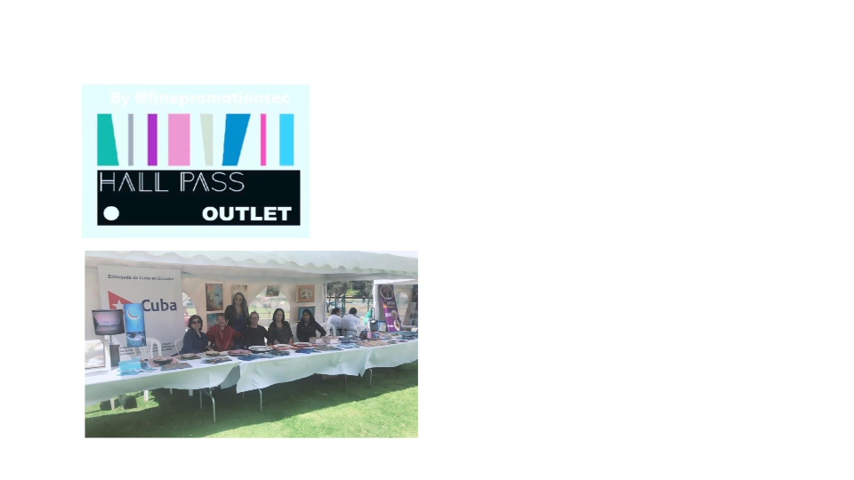 By @finepromotionsec
HALL PASS
OUTLET
Embajada de Cuba en Ecuador
Cuba